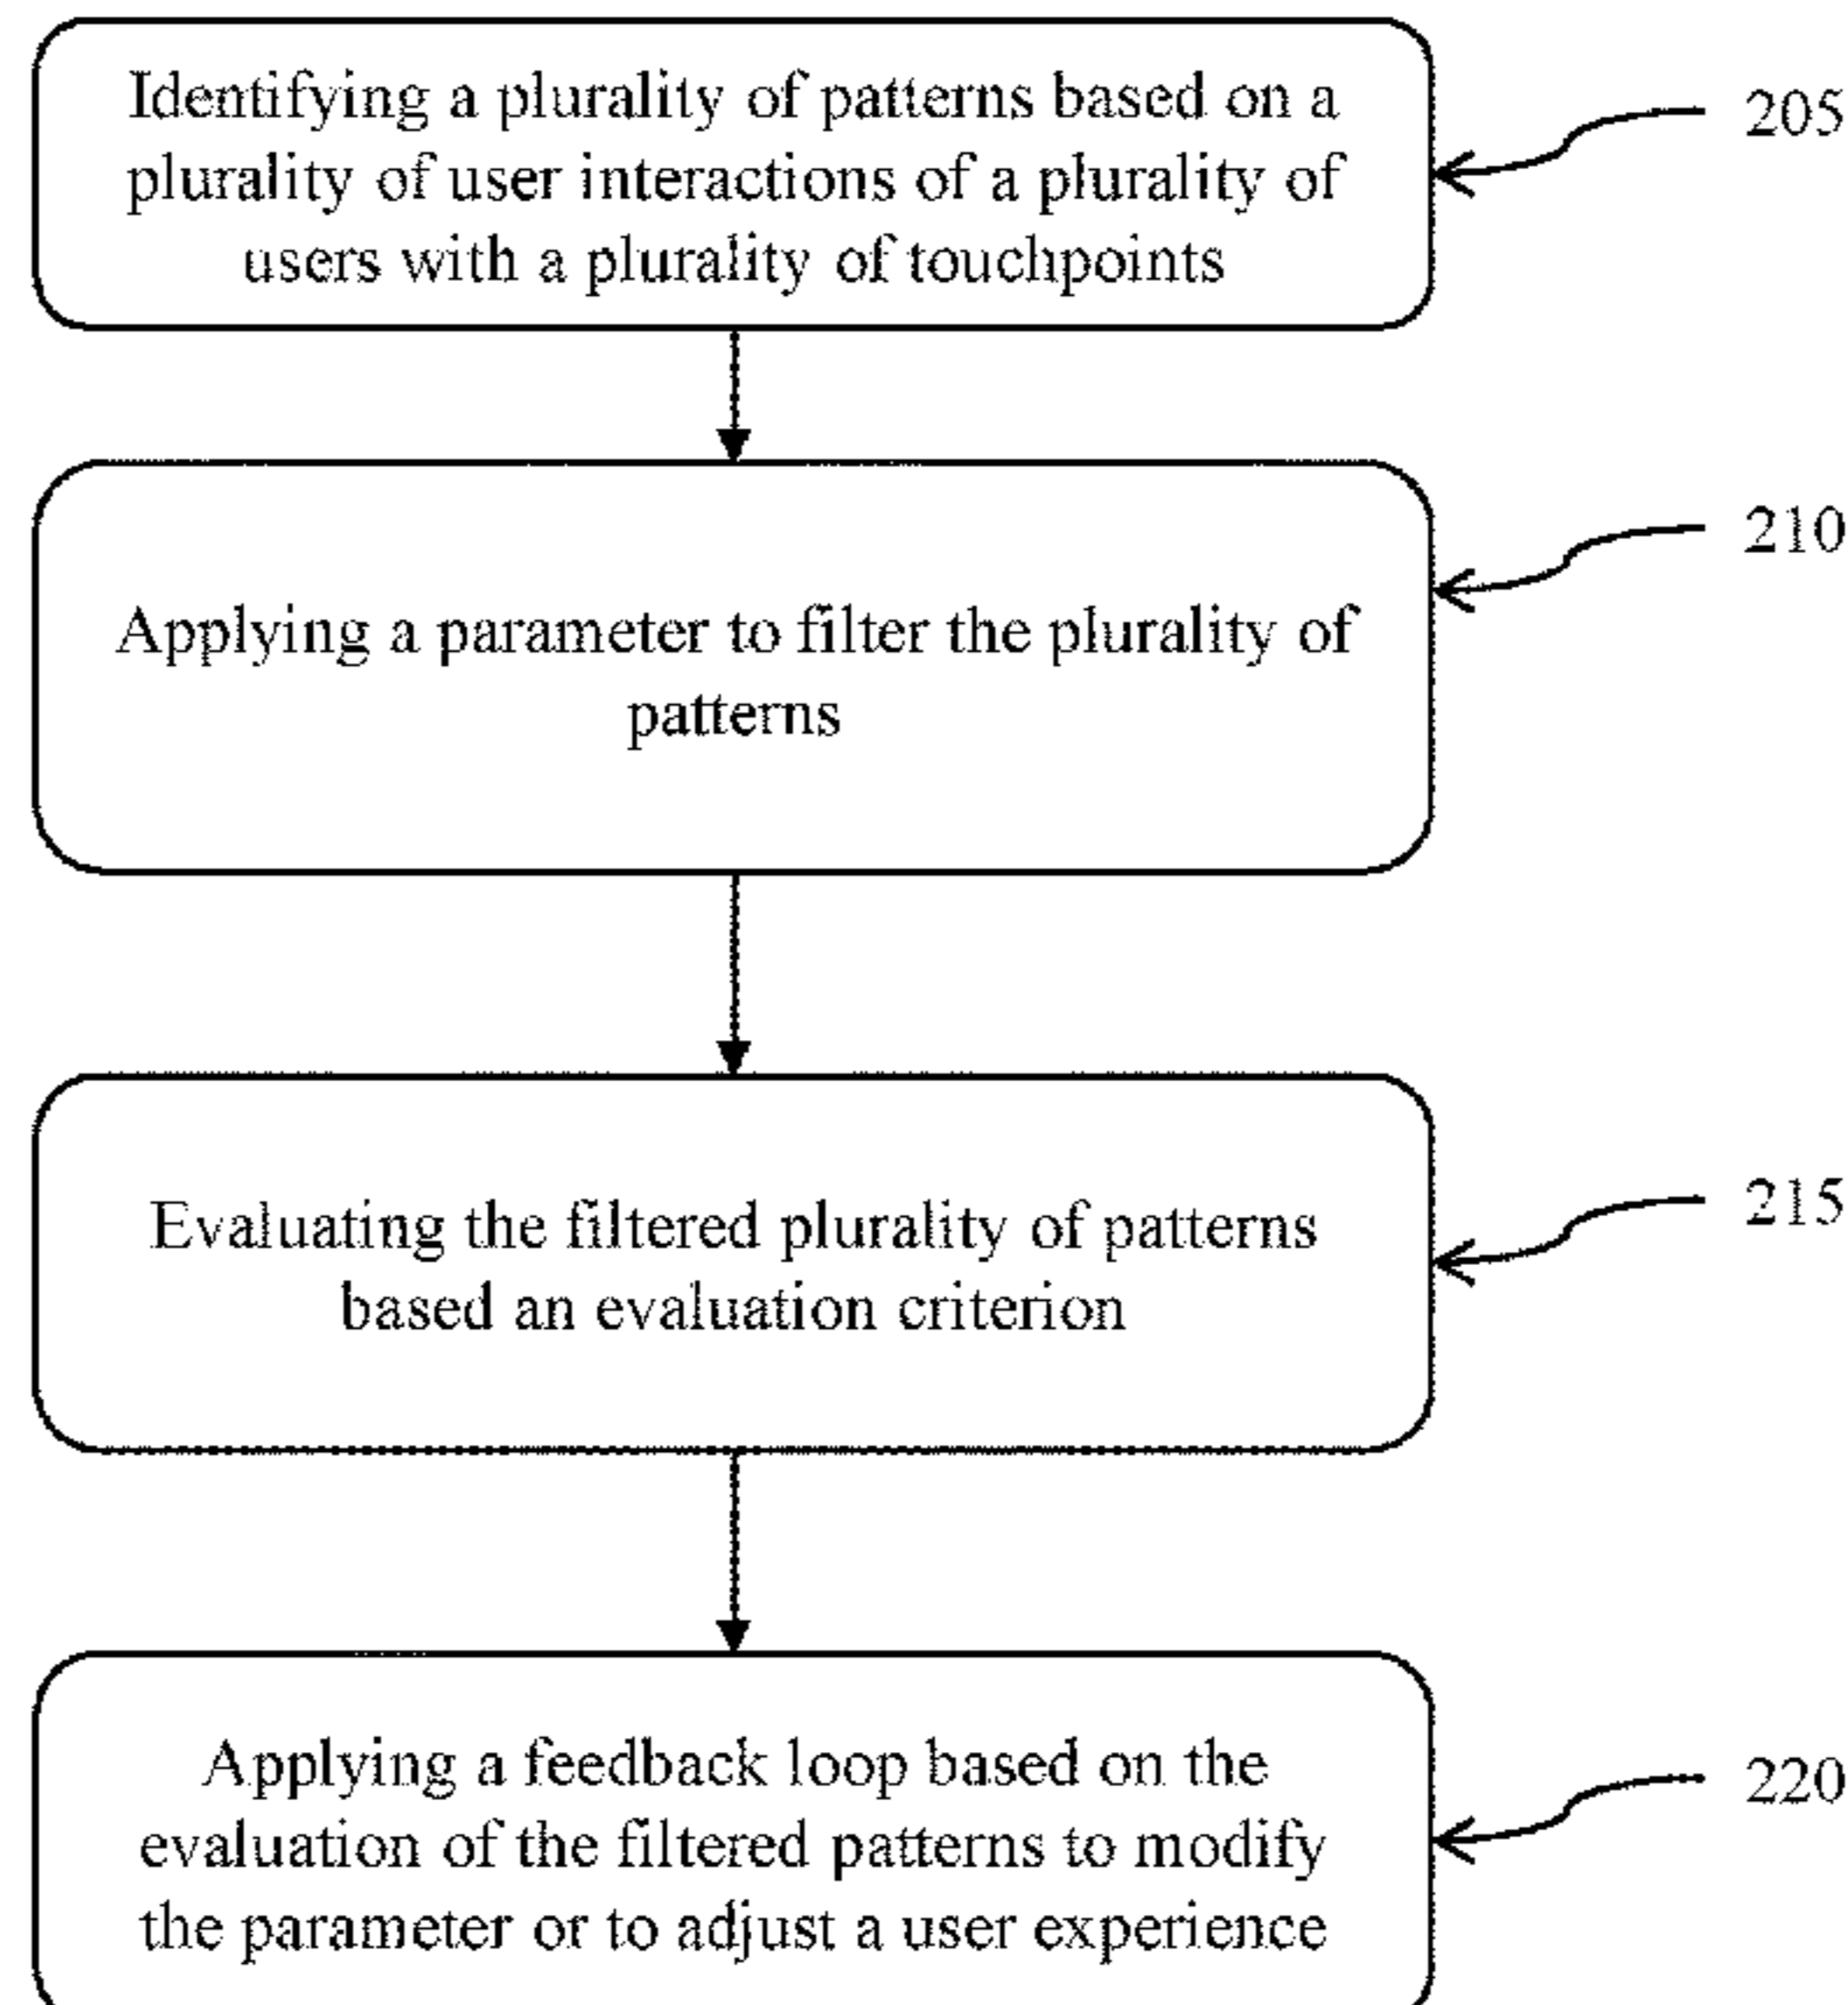 Identifying a plurality of patterns based on a
plurality of user interactions of a plurality of
users with a plurality of touchpoints
205
Applying a parameter to filter the plurality of
patterns
210
Evaluating the filtered plurality of patterns
based an evaluation criterion
215
Applying a feedback loop based on the
evaluation of the filtered patterns to modify
the parameter or to adjust a user experience
220